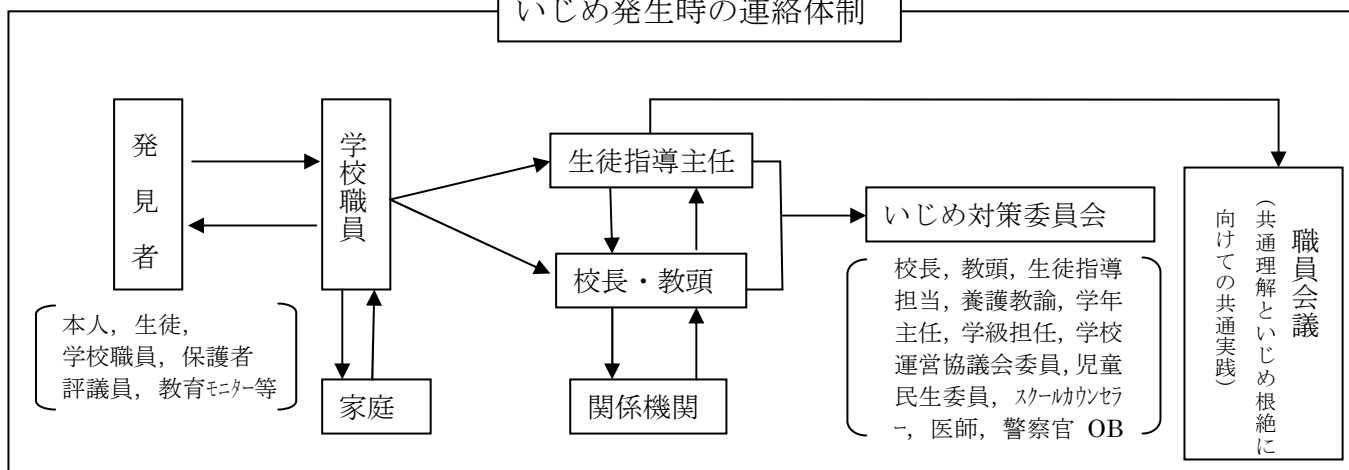 いじめ発生時の連絡体制
発見者
本人，生徒，
学校職員，保護者
評議員，教育ﾓﾆﾀｰ等
学校職員
家庭
生徒指導主任
校長・教頭
関係機関
いじめ対策委員会
校長，教頭，生徒指導
担当，養護教諭，学年
主任，学級担任，学校
運営協議会委員，児童
民生委員，ｽｸｰﾙｶｳﾝｾﾗ
ｰ，医師，警察官 OB
職員会議
（共通理解といじめ根絶に
向けての共通実践）